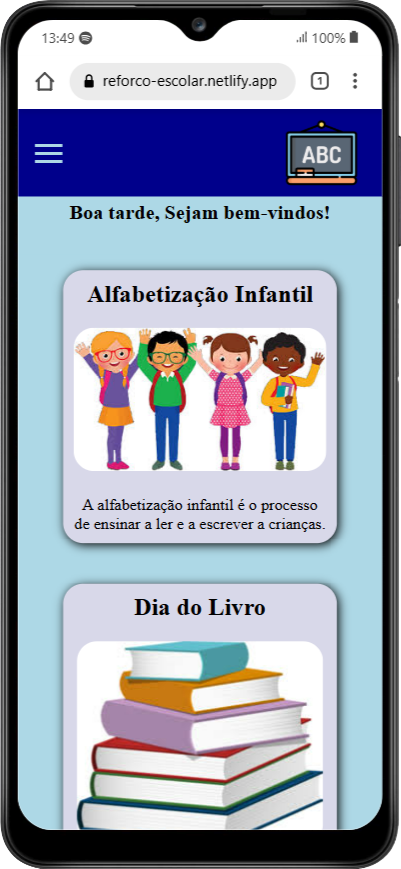 13:49
100%
reforco-escolar.netlify.app
1
ABC
Boa tarde, Sejam bem-vindos!
Alfabetização Infantil
A alfabetização infantil é o processo
de ensinar a ler e a escrever a crianças.
Dia do Livro